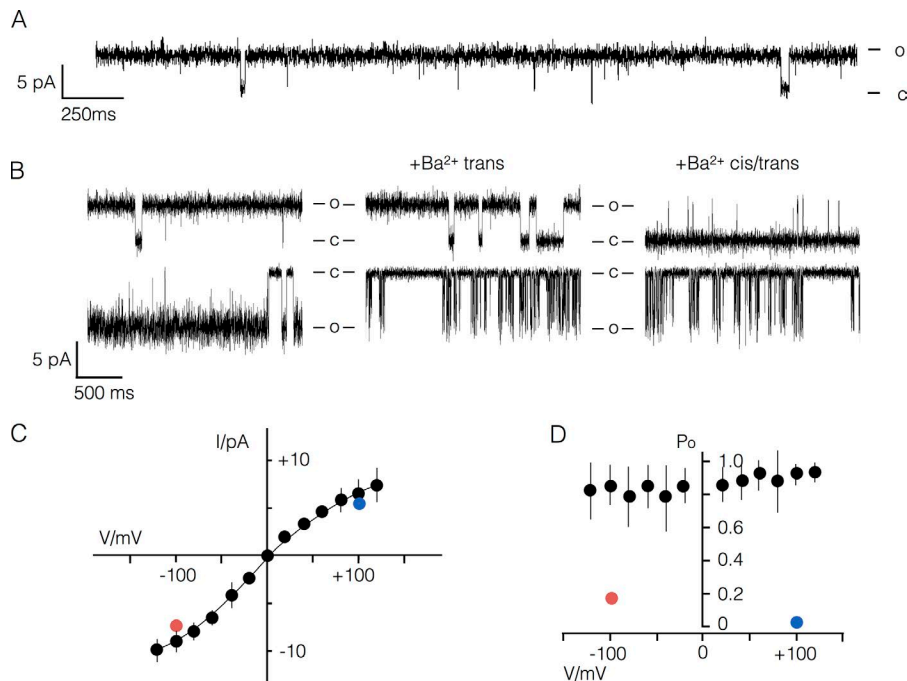 A
o
5 pA
c
250ms
+Ba²⁺ trans
+Ba²⁺ cis/trans
B
– o –
– o –
– c –
– c –
– c –
– c –
– o –
– o –
5 pA
500 ms
C
I/pA
+10
V/mV
-100
+100
-10
D
Po
1.0
0.8
0.6
0.4
0.2
0
-100
0
+100
V/mV